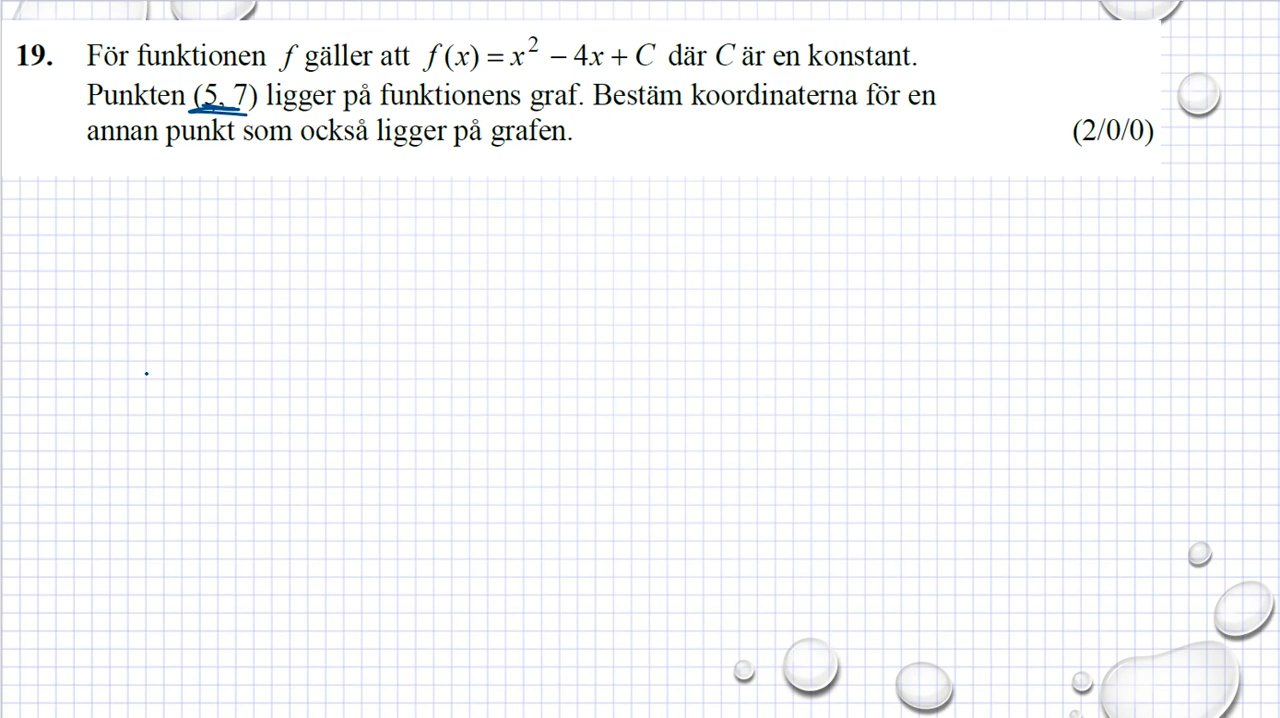 19. För funktionen f gäller att f(x) = x² − 4x + C där C är en konstant.
Punkten (5, 7) ligger på funktionens graf. Bestäm koordinaterna för en
annan punkt som också ligger på grafen. (2/0/0)